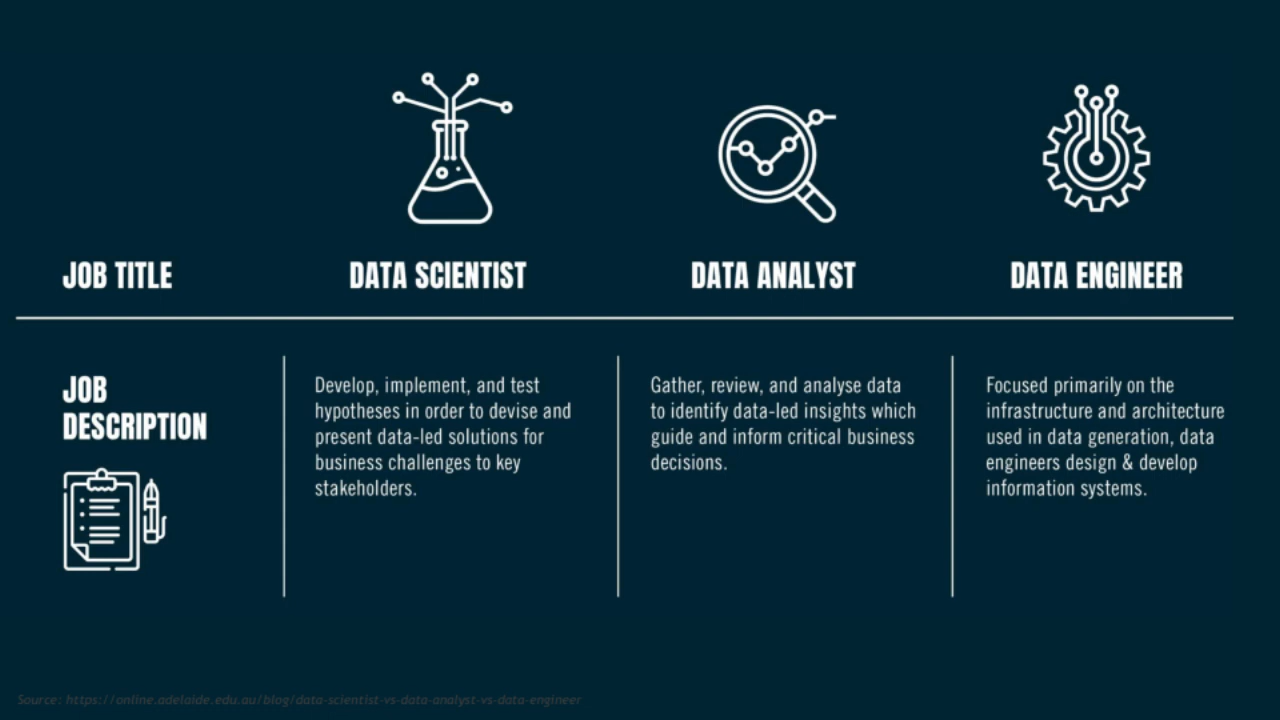 JOB TITLE
DATA SCIENTIST
DATA ANALYST
DATA ENGINEER
JOB
DESCRIPTION
Develop, implement, and test
hypotheses in order to devise and
present data-led solutions for
business challenges to key
stakeholders.
Gather, review, and analyse data
to identify data-led insights which
guide and inform critical business
decisions.
Focused primarily on the
infrastructure and architecture
used in data generation, data
engineers design & develop
information systems.
Source: https://online.adelaide.edu.au/blog/data-scientist-vs-data-analyst-vs-data-engineer